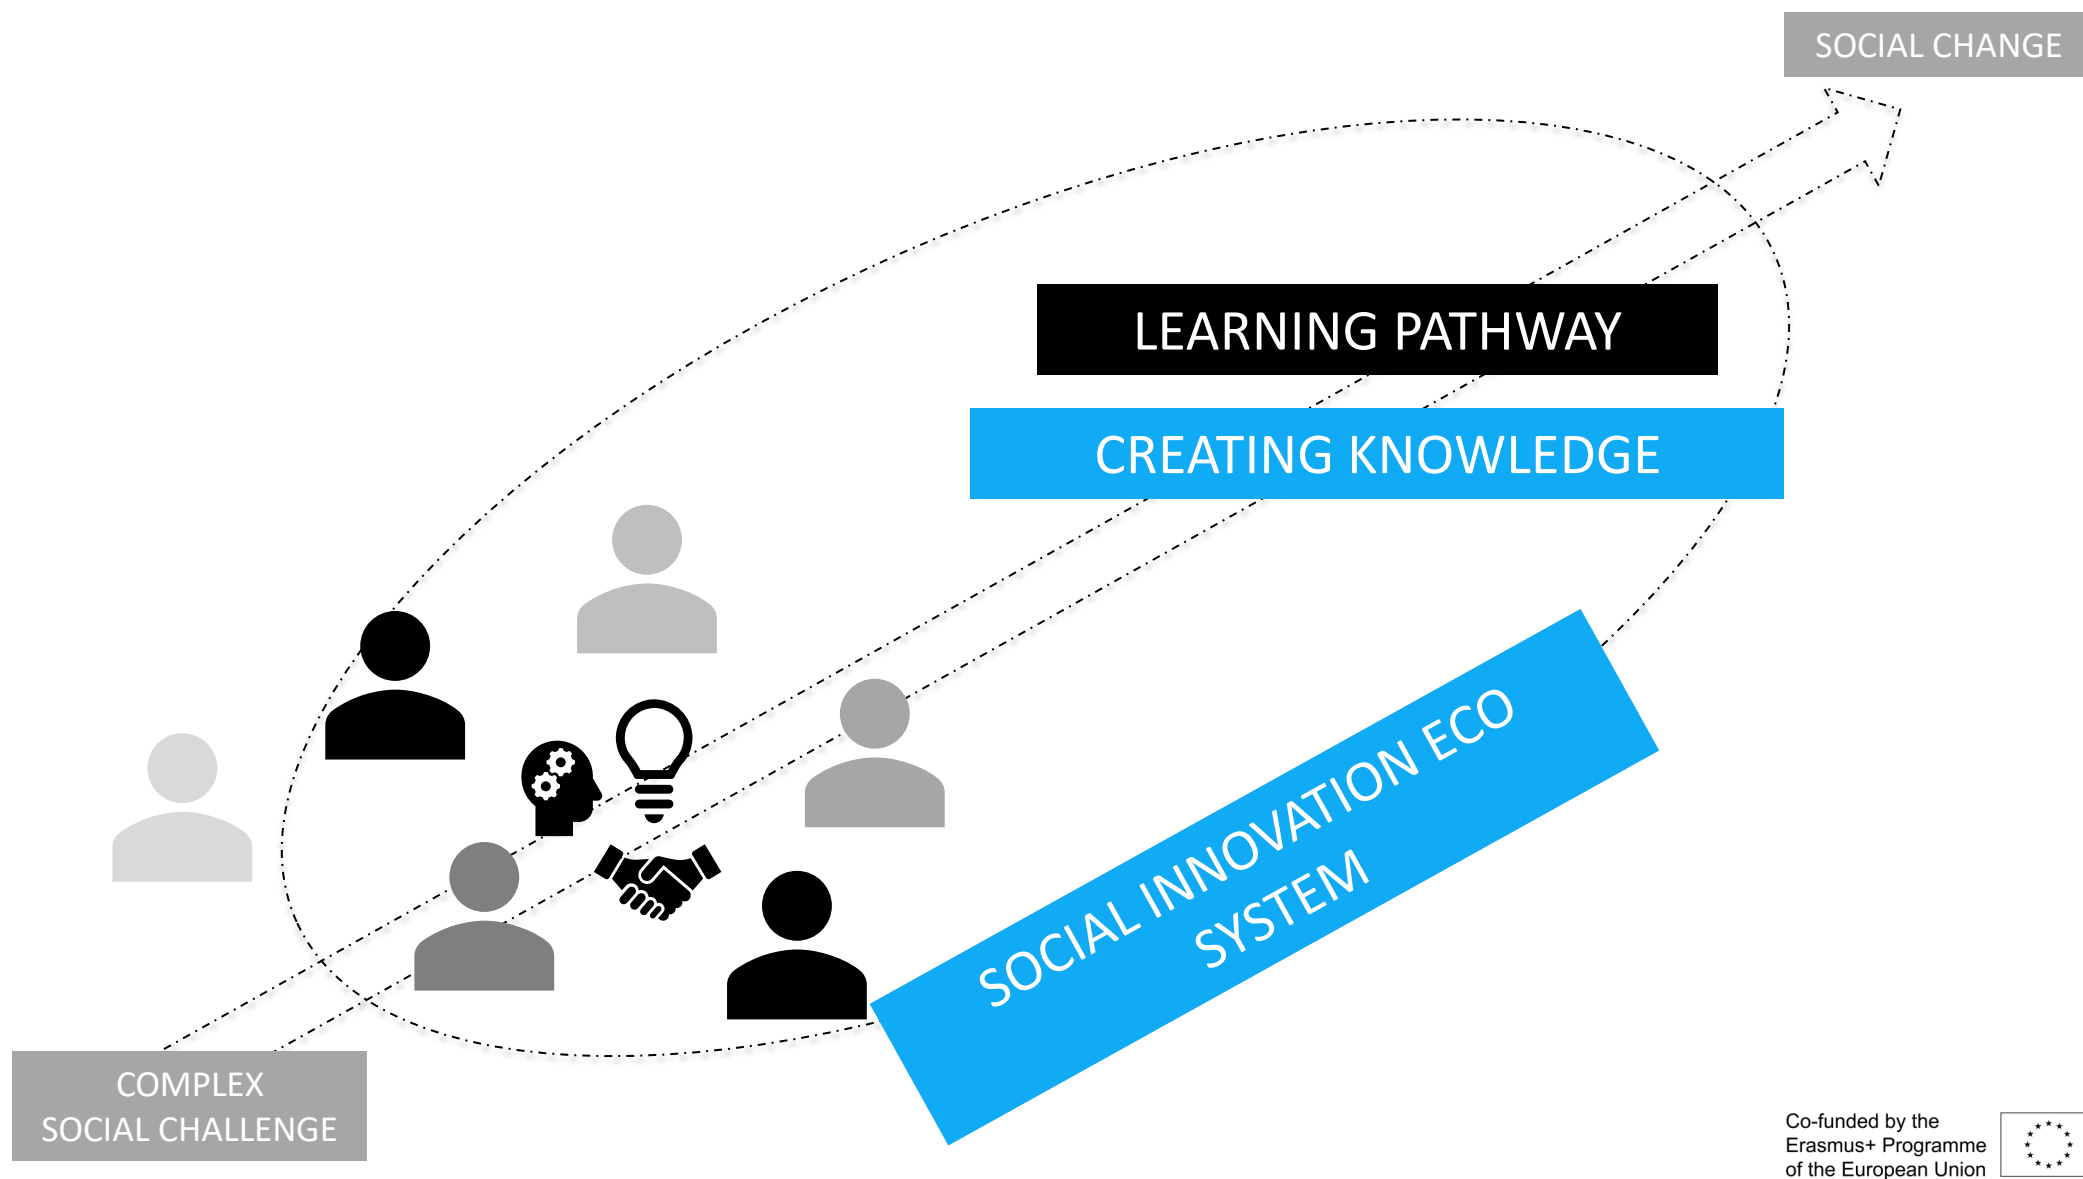 SOCIAL CHANGE
LEARNING PATHWAY
CREATING KNOWLEDGE
SOCIAL INNOVATION ECO
SYSTEM
COMPLEX
SOCIAL CHALLENGE
Co-funded by the
Erasmus+ Programme
of the European Union